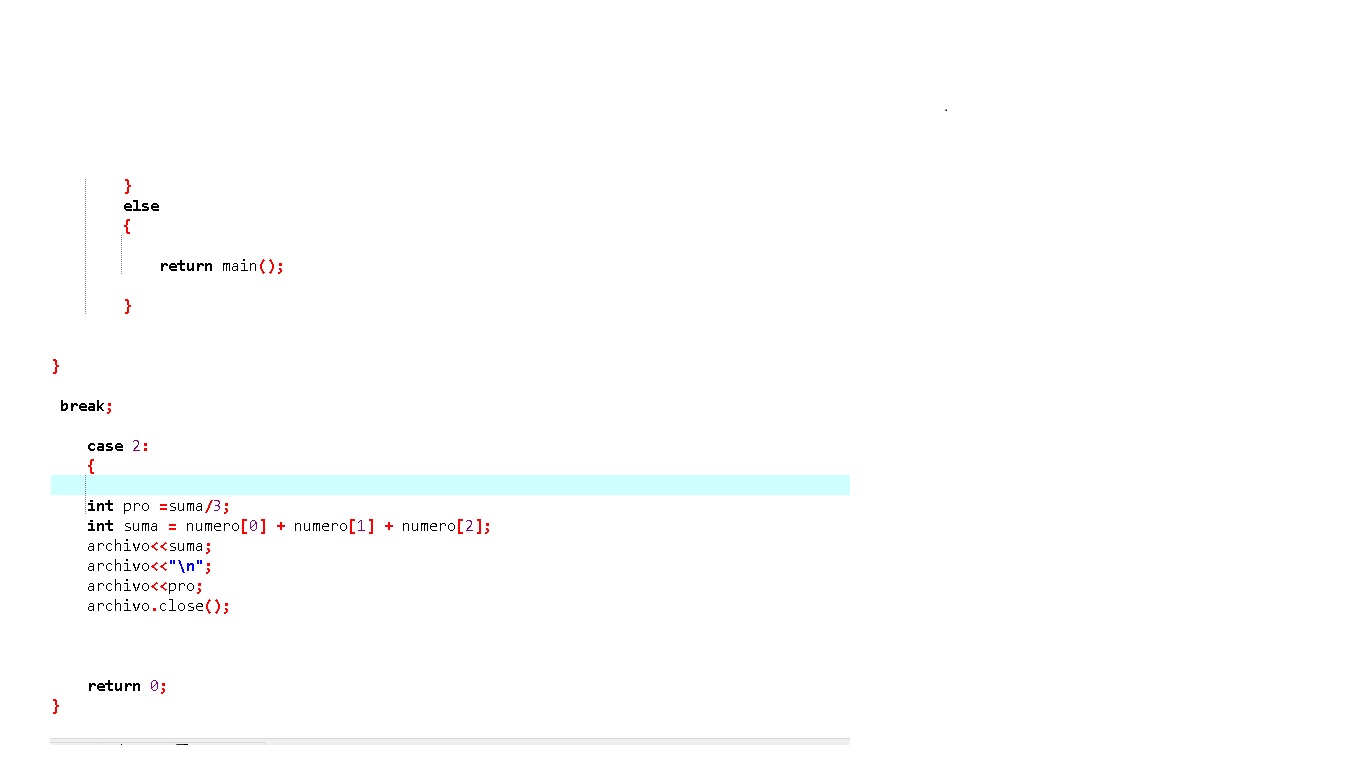 }
else
{
return main();
}
}
break;
case 2:
{
int pro =suma/3;
int suma = numero[0] + numero[1] + numero[2];
archivo<<suma;
archivo<<"\n";
archivo<<pro;
archivo.close();
return 0;
}